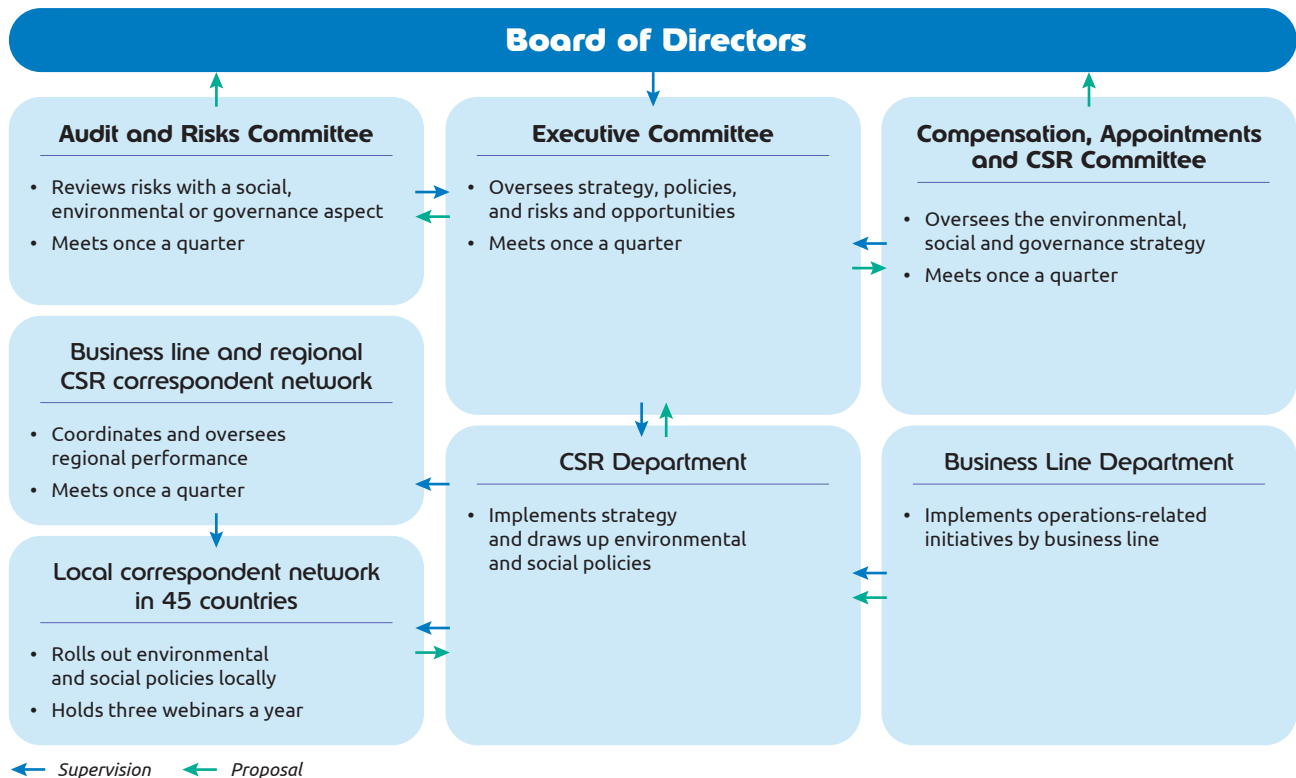 Board of Directors
Audit and Risks Committee
• Reviews risks with a social,
environmental or governance aspect
• Meets once a quarter
Executive Committee
• Oversees strategy, policies,
and risks and opportunities
• Meets once a quarter
Compensation, Appointments
and CSR Committee
• Oversees the environmental,
social and governance strategy
• Meets once a quarter
Business line and regional
CSR correspondent network
• Coordinates and oversees
regional performance
• Meets once a quarter
CSR Department
• Implements strategy
and draws up environmental
and social policies
Business Line Department
• Implements operations-related
initiatives by business line
Local correspondent network
in 45 countries
• Rolls out environmental
and social policies locally
• Holds three webinars a year
Supervision
Proposal